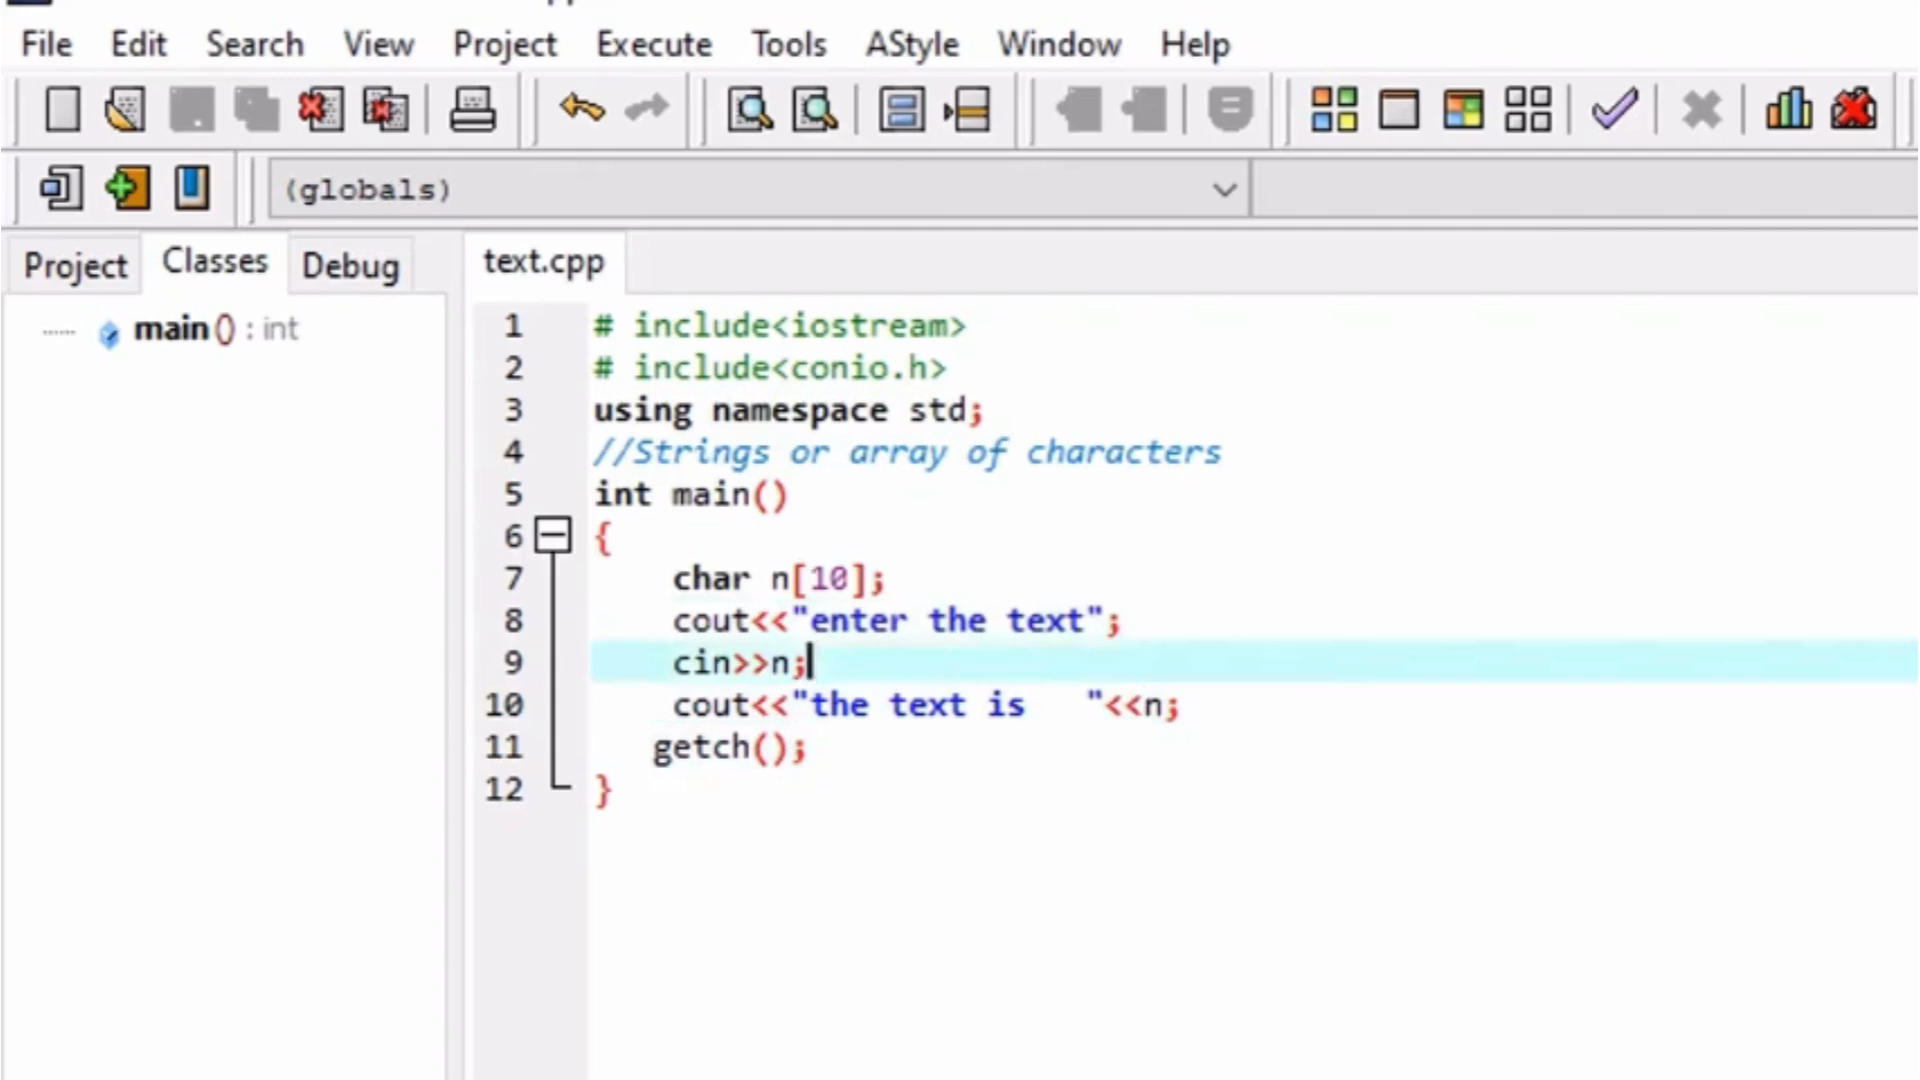 File Edit Search View Project Execute Tools AStyle Window Help
(globals)
Project Classes Debug text.cpp
main () : int
1 # include<iostream>
2 # include<conio.h>
3 using namespace std;
4 //Strings or array of characters
5 int main()
6 {
7 char n[10];
8 cout<<"enter the text";
9 cin>>n;
10 cout<<"the text is   "<<n;
11 getch();
12 }